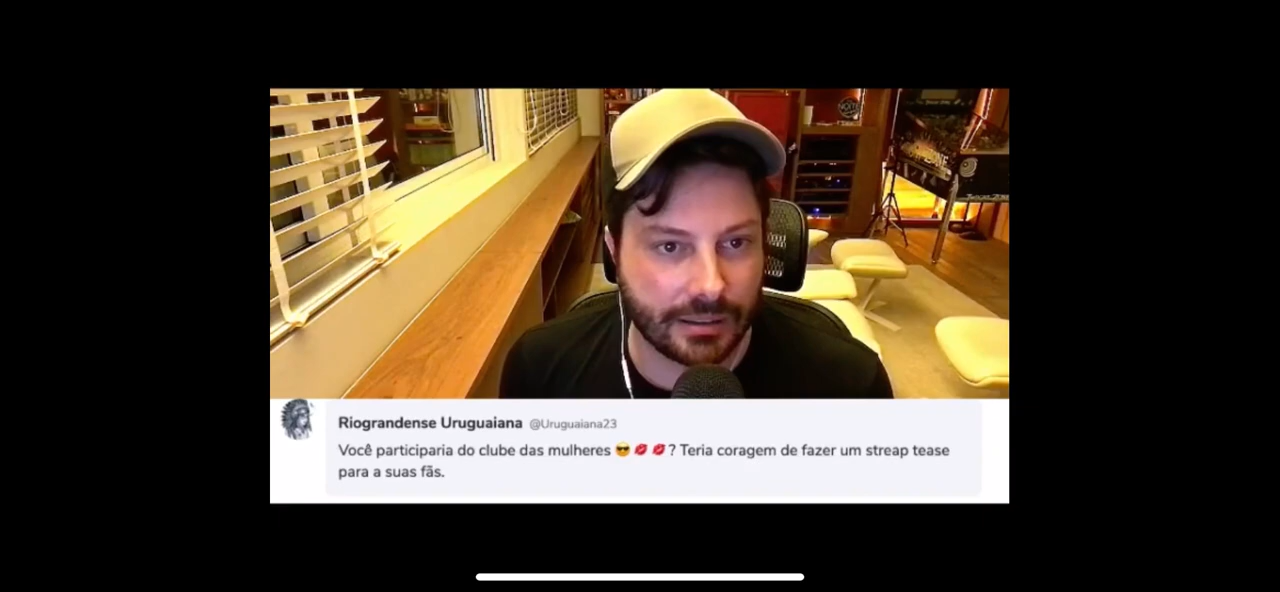 Riograndense Uruguaiana @Uruguaiana23
Você participaria do clube das mulheres 😎💋💋? Teria coragem de fazer um streap tease
para a suas fãs.